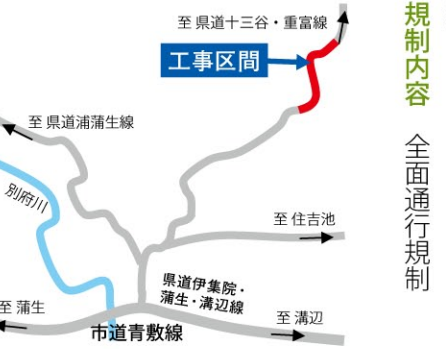 規制内容 全面通行規制
至 県道十三谷・重富線
工事区間
至 県道浦蒲生線
別府川
至 住吉池
県道伊集院・
蒲生・溝辺線
至 蒲生
至 溝辺
市道青敷線